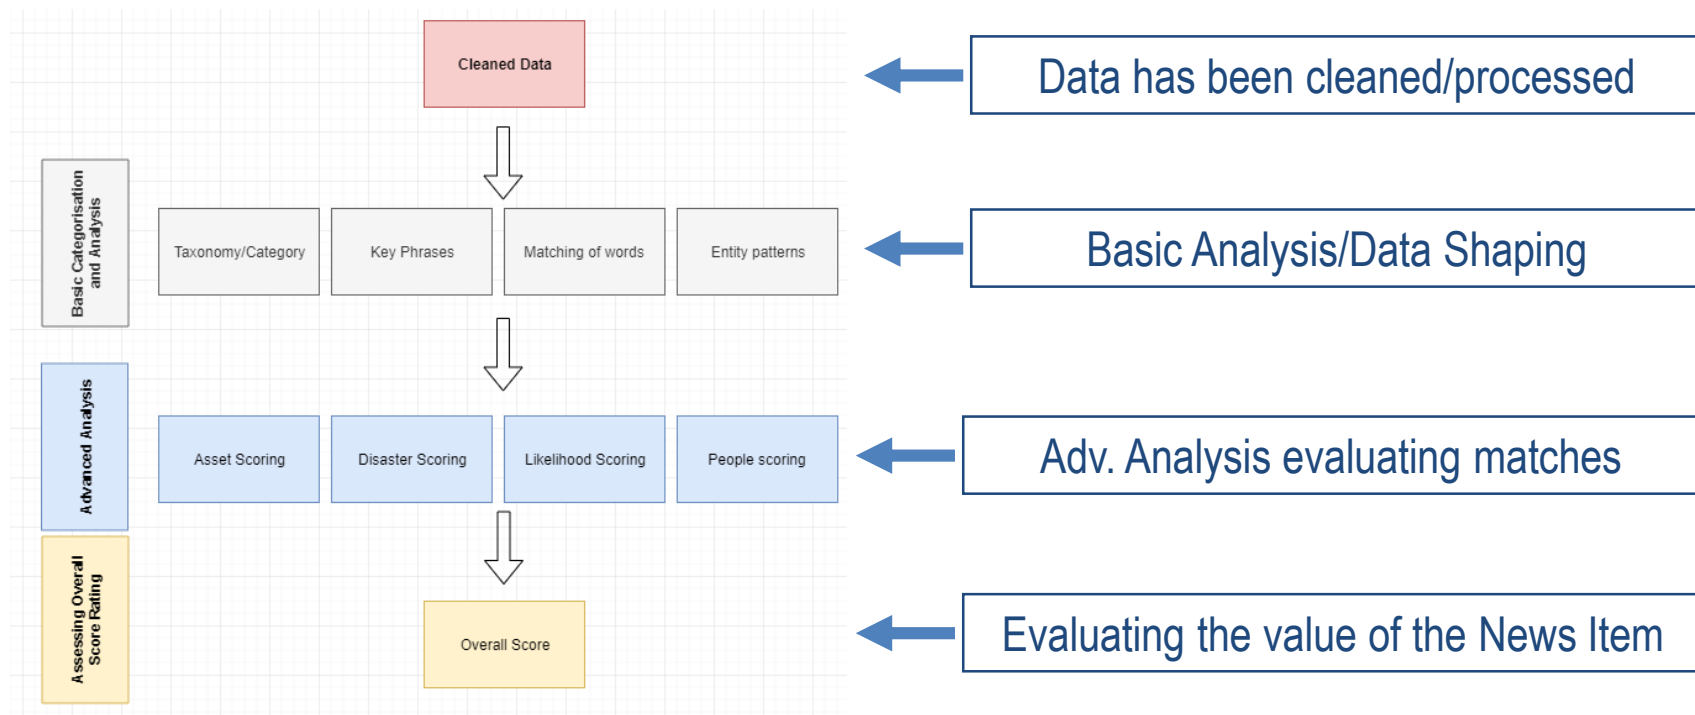 Cleaned Data
Data has been cleaned/processed
Basic Categorisation
and Analysis
Taxonomy/Category
Key Phrases
Matching of words
Entity patterns
Basic Analysis/Data Shaping
Advanced Analysis
Asset Scoring
Disaster Scoring
Likelihood Scoring
People scoring
Adv. Analysis evaluating matches
Assessing Overall
Score Rating
Overall Score
Evaluating the value of the News Item